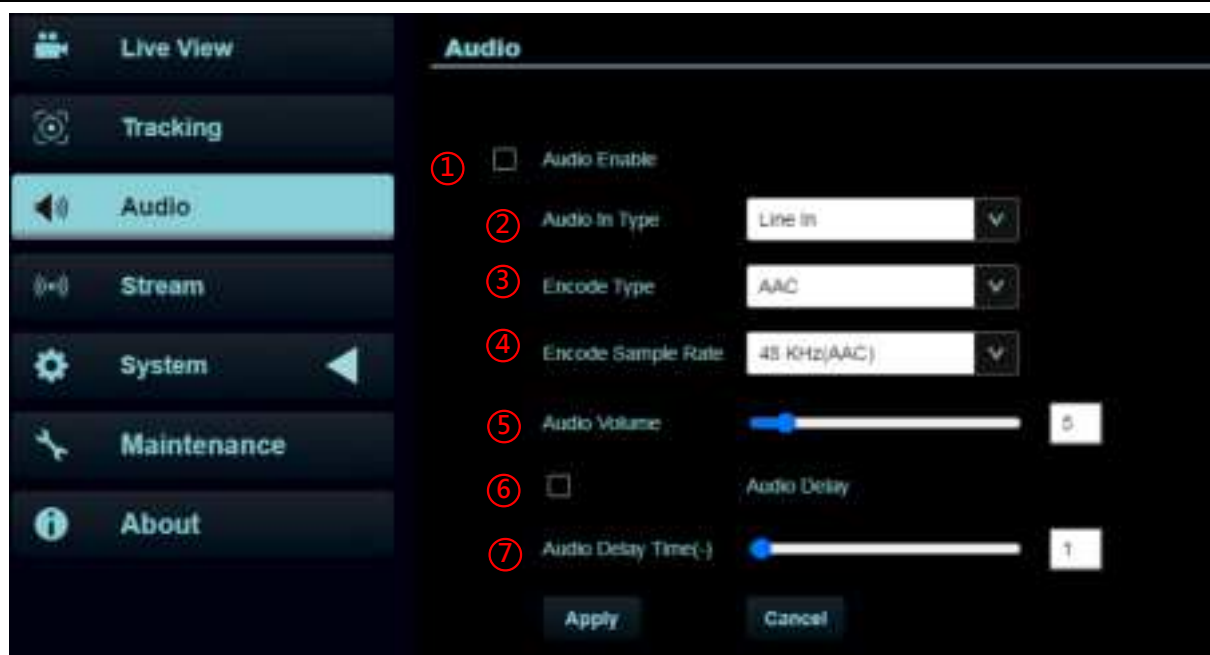 Live View
Tracking
Audio
Stream
System
Maintenance
About
Audio
① Audio Enable
② Audio In Type Line In
③ Encode Type AAC
④ Encode Sample Rate 48 KHz(AAC)
⑤ Audio Volume 5
⑥ Audio Delay
⑦ Audio Delay Time(-) 1
Apply Cancel